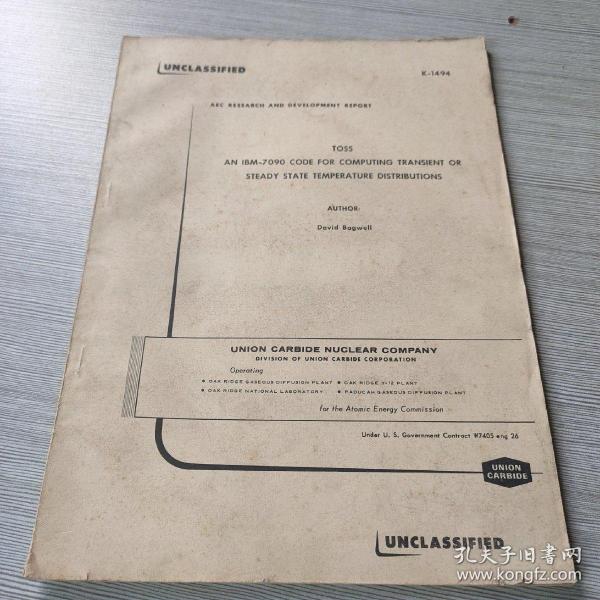 UNCLASSIFIED
K-1494
AEC RESEARCH AND DEVELOPMENT REPORT
TOSS
AN IBM-7090 CODE FOR COMPUTING TRANSIENT OR
STEADY STATE TEMPERATURE DISTRIBUTIONS
AUTHOR:
David Bagwell
UNION CARBIDE NUCLEAR COMPANY
DIVISION OF UNION CARBIDE CORPORATION
Operating
• OAK RIDGE GASEOUS DIFFUSION PLANT • OAK RIDGE Y-12 PLANT
• OAK RIDGE NATIONAL LABORATORY • PADUCAH GASEOUS DIFFUSION PLANT
for the Atomic Energy Commission
Under U. S. Government Contract W7405 eng 26
UNION
CARBIDE
UNCLASSIFIED
孔夫子旧书网
www.kongfz.com